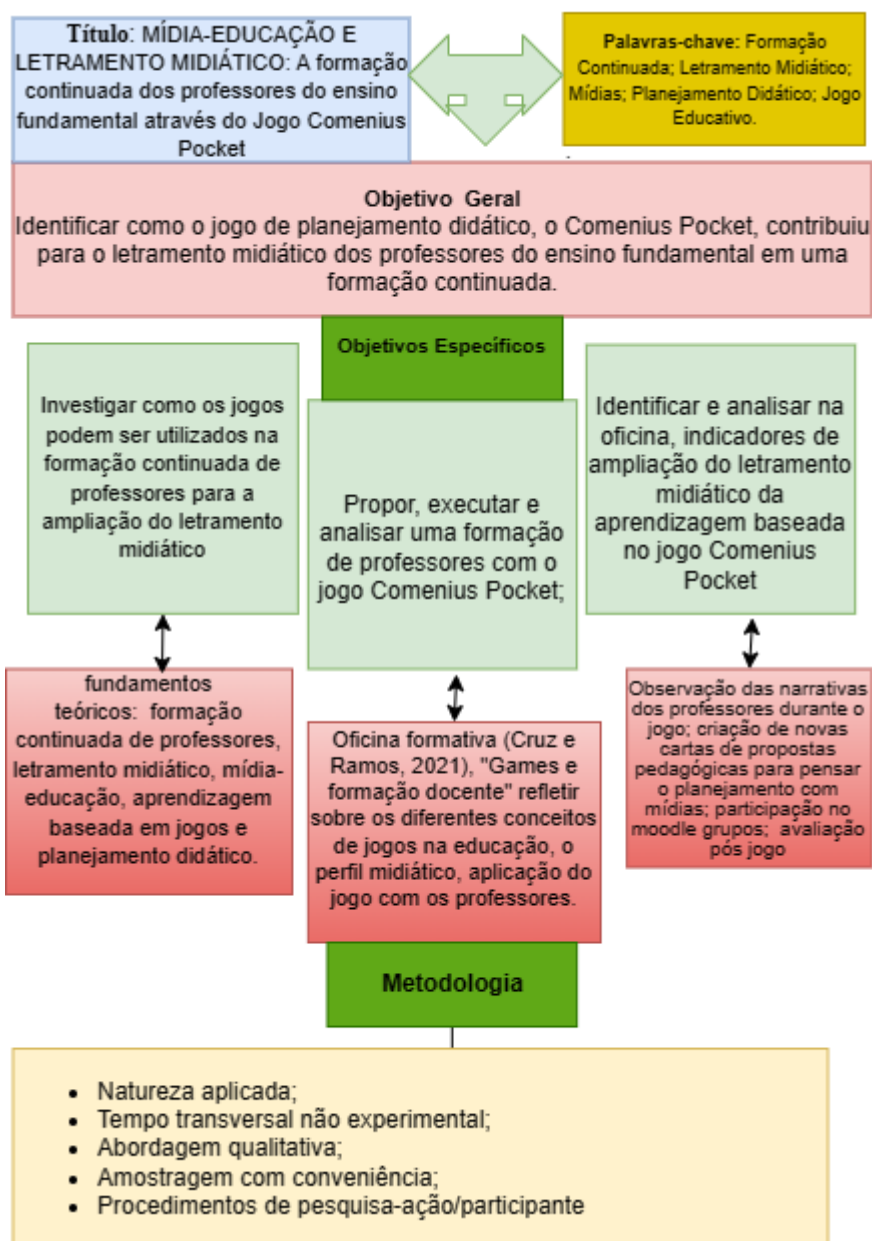 Título: MÍDIA-EDUCAÇÃO E
LETRAMENTO MIDIÁTICO: A formação
continuada dos professores do ensino
fundamental através do Jogo Comenius
Pocket
Palavras-chave: Formação
Continuada; Letramento Midiático;
Mídias; Planejamento Didático; Jogo
Educativo.
Objetivo Geral
Identificar como o jogo de planejamento didático, o Comenius Pocket, contribuiu
para o letramento midiático dos professores do ensino fundamental em uma
formação continuada.
Objetivos Específicos
Investigar como os jogos
podem ser utilizados na
formação continuada de
professores para a
ampliação do letramento
midiático
Propor, executar e
analisar uma formação
de professores com o
jogo Comenius Pocket;
Identificar e analisar na
oficina, indicadores de
ampliação do letramento
midiático da
aprendizagem baseada
no jogo Comenius
Pocket
fundamentos
teóricos: formação
continuada de professores,
letramento midiático, mídia-
educação, aprendizagem
baseada em jogos e
planejamento didático.
Oficina formativa (Cruz e
Ramos, 2021), "Games e
formação docente" refletir
sobre os diferentes conceitos
de jogos na educação, o
perfil midiático, aplicação do
jogo com os professores.
Observação das narrativas
dos professores durante o
jogo; criação de novas
cartas de propostas
pedagógicas para pensar
o planejamento com
mídias; participação no
moodle grupos; avaliação
pós jogo
Metodologia
• Natureza aplicada;
• Tempo transversal não experimental;
• Abordagem qualitativa;
• Amostragem com conveniência;
• Procedimentos de pesquisa-ação/participante